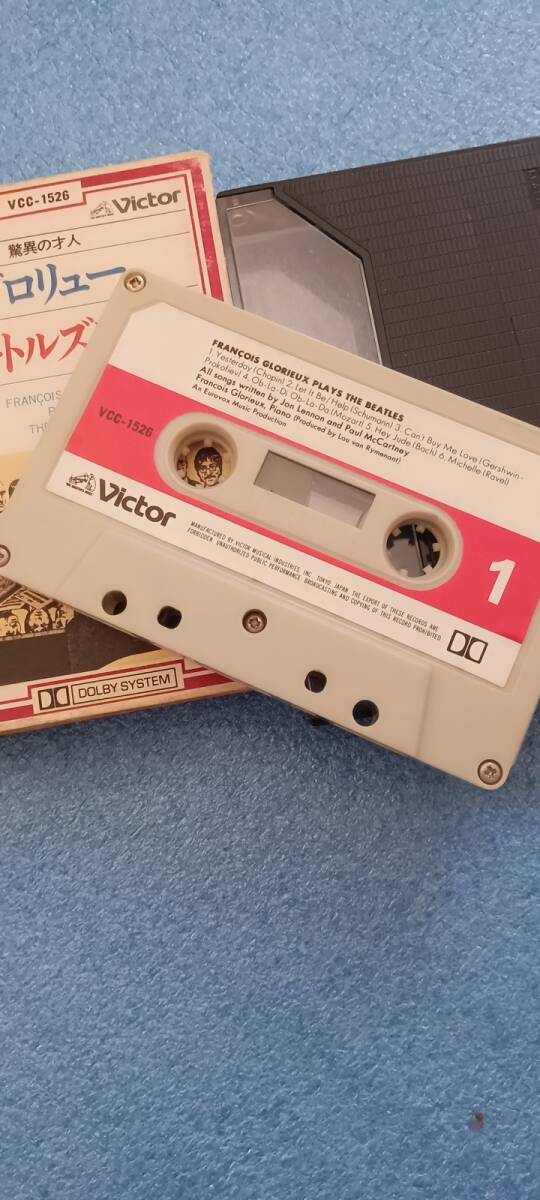 VCC-1526
Victor
驚異の才人
グロリュー
ートルズ
FRANÇOIS
DOLBY SYSTEM
FRANÇOIS GLORIEUX PLAYS THE BEATLES
1. Yesterday (Chopin) 2. Let It Be/Help (Schumann) 3. Can't Buy Me Love (Gershwin-
Prokofiev) 4. Ob-La-Di Ob-La-Da (Mozart) 5. Hey Jude (Bach) 6. Michelle (Ravel)
All songs written by Jon Lennon and Paul McCartney
Francois Glorieux, Piano (Produced by Lou van Rymenant)
As Eurovox Music Production
VCC-1526
Victor
1
MANUFACTURED BY VICTOR MUSICAL INDUSTRIES, INC. TOKYO, JAPAN. THE EXPORT OF THESE RECORDS ARE
FORBIDDEN. UNAUTHORIZED PUBLIC PERFORMANCE, BROADCASTING AND COPYING OF THIS RECORD PROHIBITED.